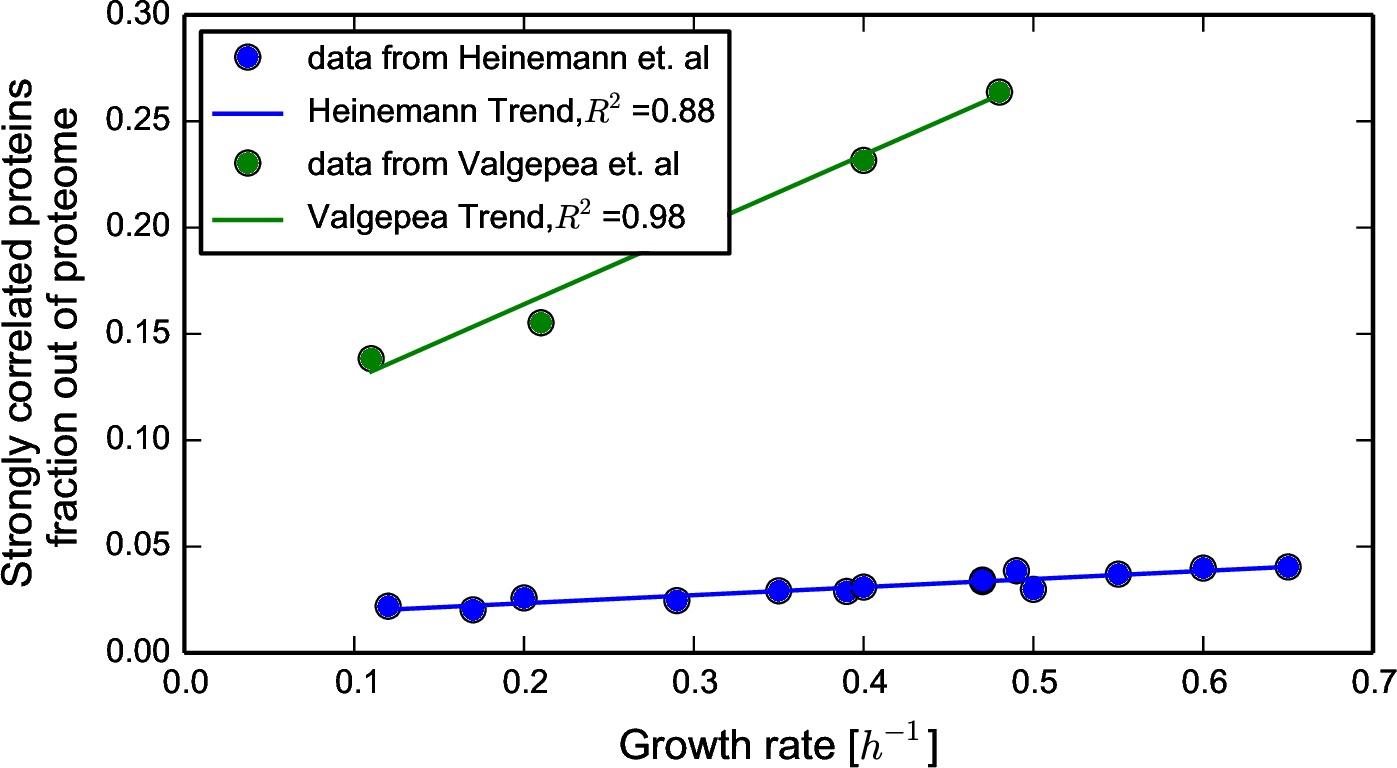 0.30
0.25
0.20
0.15
0.10
0.05
0.00
Strongly correlated proteins
fraction out of proteome
data from Heinemann et. al
Heinemann Trend,R² =0.88
data from Valgepea et. al
Valgepea Trend,R² =0.98
0.0 0.1 0.2 0.3 0.4 0.5 0.6 0.7
Growth rate [h⁻¹]